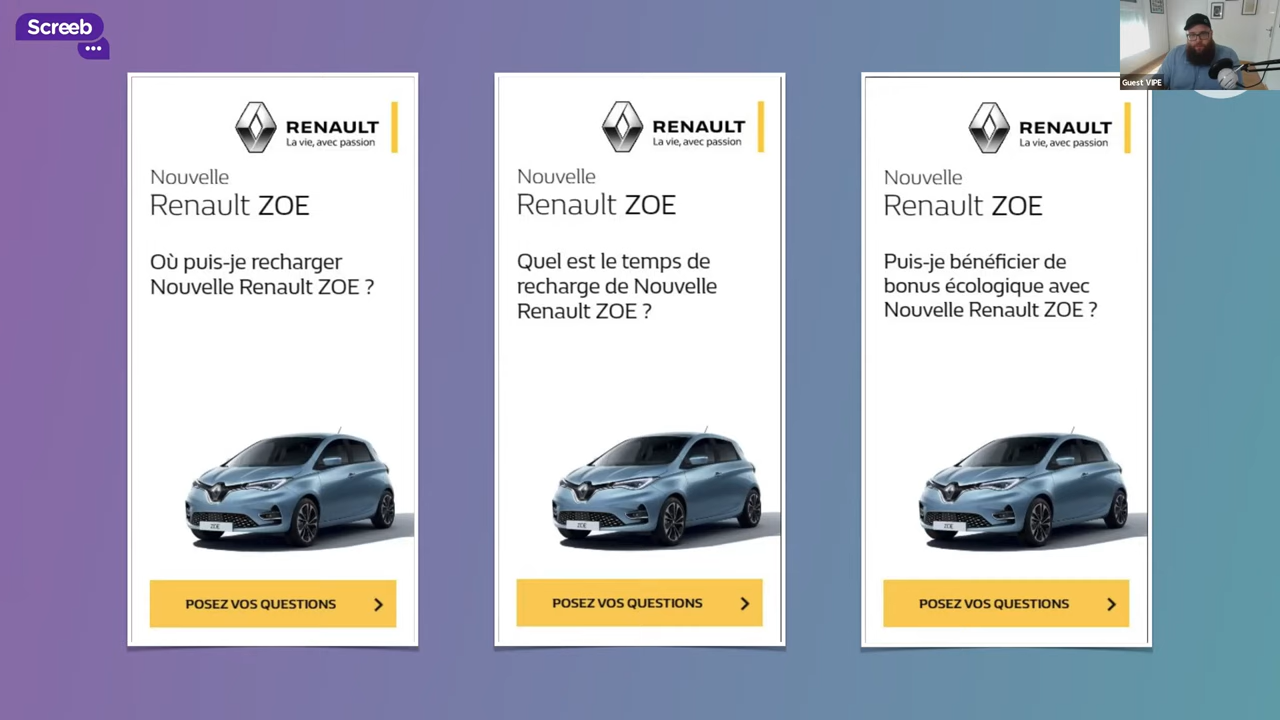 Screeb
Guest VIPE
RENAULT
La vie, avec passion
Nouvelle
Renault ZOE
Où puis-je recharger
Nouvelle Renault ZOE ?
ZOE
POSEZ VOS QUESTIONS
RENAULT
La vie, avec passion
Nouvelle
Renault ZOE
Quel est le temps de
recharge de Nouvelle
Renault ZOE ?
ZOE
POSEZ VOS QUESTIONS
RENAULT
La vie, avec passion
Nouvelle
Renault ZOE
Puis-je bénéficier de
bonus écologique avec
Nouvelle Renault ZOE ?
ZOE
POSEZ VOS QUESTIONS